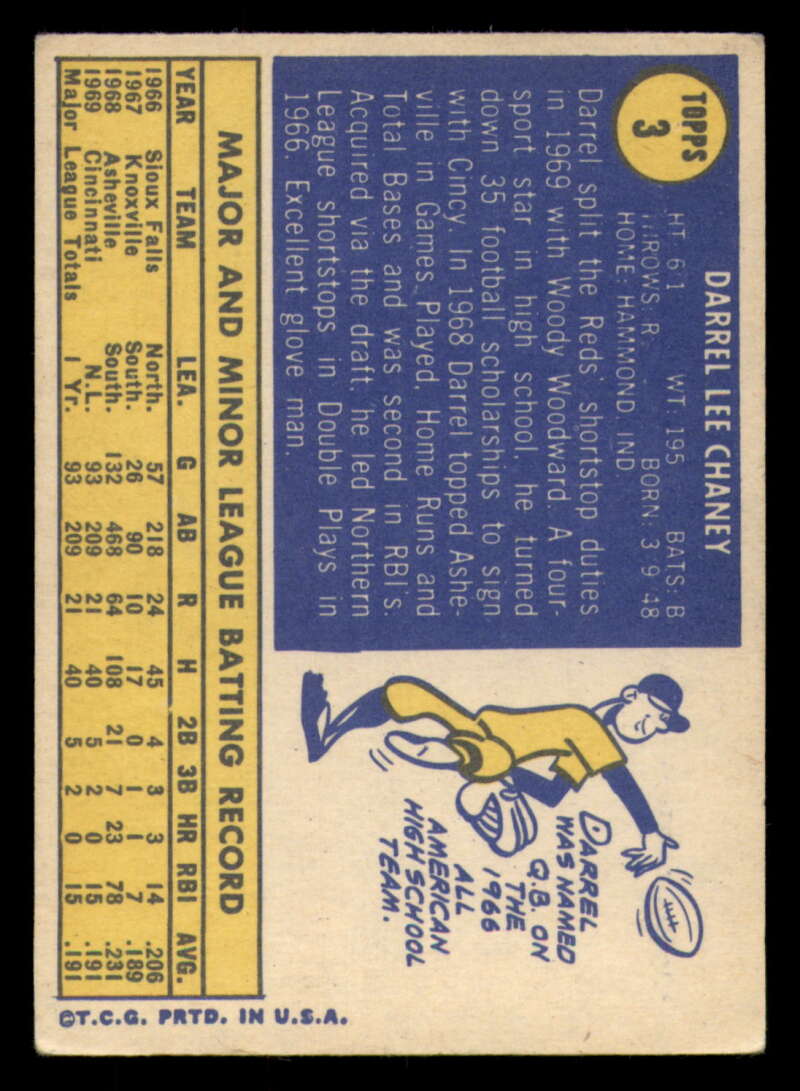 TOPPS
3
DARREL LEE CHANEY
HT: 6'1 WT: 195 BATS: B
THROWS: R BORN: 3-9-48
HOME: HAMMOND, IND
Darrel split the Reds' shortstop duties
in 1969 with Woody Woodward. A four-
sport star in high school, he turned
down 35 football scholarships to sign
with Cincy. In 1968 Darrel topped Ashe-
ville in Games Played, Home Runs and
Total Bases and was second in RBI's.
Acquired via the draft, he led Northern
League shortstops in Double Plays in
1966. Excellent glove man.
DARREL
WAS NAMED
Q.B. ON
THE
1966
ALL
AMERICAN
HIGH SCHOOL
TEAM.
MAJOR AND MINOR LEAGUE BATTING RECORD
YEAR TEAM LEA. G AB R H 2B 3B HR RBI AVG.
1966 Sioux Falls North. 57 218 24 45 4 3 3 14 .206
1967 Knoxville South. 26 90 10 17 0 1 1 7 .189
1968 Asheville South. 132 468 64 108 21 7 23 78 .231
1969 Cincinnati N.L. 93 209 21 40 5 2 0 15 .191
Major League Totals 1 Yr. 93 209 21 40 5 2 0 15 .191
©T.C.G. PRTD. IN U.S.A.